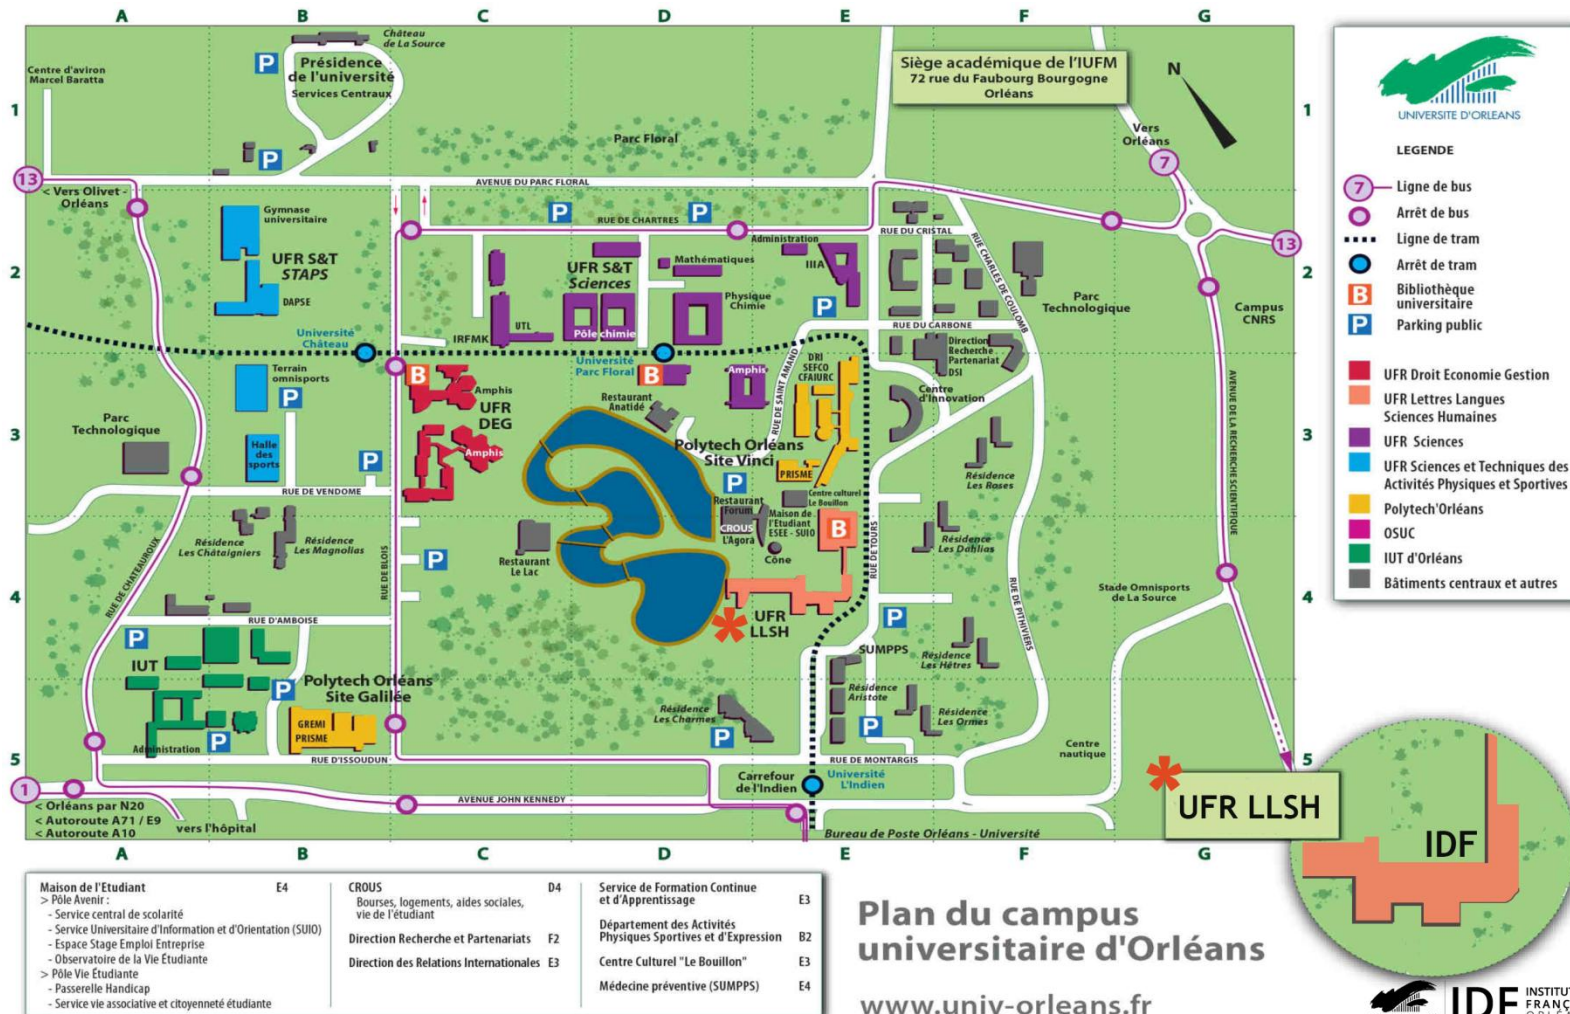 A B C D E F G
Château
de La Source
P
Présidence
de l'université
Services Centraux
Centre d'aviron
Marcel Baratta
Siège académique de l'IUFM
72 rue du Faubourg Bourgogne
Orléans
N
1
1
Parc Floral
Vers
Orléans
7
P
13
< Vers Olivet -
Orléans
AVENUE DU PARC FLORAL
Gymnase
universitaire
P
RUE DE CHARTRES
P
RUE DU CRISTAL
13
Administration
IIIA
2
UFR S&T
STAPS
DAPSE
UFR S&T
Sciences
Mathématiques
Physique
Chimie
UTL
Pôle chimie
IRFMK
P
RUE CHARLES DE COULOMB
Parc
Technologique
2
Campus
CNRS
RUE DU CARBONE
Université
Château
Université
Parc Floral
Direction
Recherche
Partenariat
DSI
DRI
SEFCO
CFAIURC
Terrain
omnisports
P
B
Amphis
UFR
DEG
Amphis
B
Amphis
Restaurant
Anatidé
RUE DE SAINT AMAND
Centre
d'Innovation
AVENUE DE LA RECHERCHE SCIENTIFIQUE
3
Parc
Technologique
Halle
des
sports
P
Polytech Orléans
Site Vinci
PRISME
P
Résidence
Les Roses
3
RUE DE VENDOME
Restaurant
Forum
CROUS
L'Agora
Centre culturel
Le Bouillon
Maison de
l'Etudiant
ESEE - SUIO
B
Cône
RUE DE TOURS
Résidence
Les Dahlias
Résidence
Les Châtaigniers
Résidence
Les Magnolias
RUE DE BLOIS
P
Restaurant
Le Lac
RUE DE CHATEAUROUX
RUE DE PITHIVIERS
Stade Omnisports
de La Source
4
4
RUE D'AMBOISE
P
IUT
* UFR
LLSH
P
SUMPPS
Résidence
Les Hêtres
Polytech Orléans
Site Galilée
P
GREMI
PRISME
P
Administration
Résidence
Les Charmes
P
Résidence
Aristote
P
Résidence
Les Ormes
Centre
nautique
5
5
RUE D'ISSOUDUN
RUE DE MONTARGIS
Carrefour
de l'Indien
Université
L'Indien
1
AVENUE JOHN KENNEDY
< Orléans par N20
< Autoroute A71 / E9
< Autoroute A10
vers l'hôpital
Bureau de Poste Orléans - Université
A B C D E F G
* UFR LLSH
IDF
UNIVERSITE D'ORLEANS
LEGENDE
7 Ligne de bus
Arrêt de bus
Ligne de tram
Arrêt de tram
B Bibliothèque
universitaire
P Parking public
UFR Droit Economie Gestion
UFR Lettres Langues
Sciences Humaines
UFR Sciences
UFR Sciences et Techniques des
Activités Physiques et Sportives
Polytech'Orléans
OSUC
IUT d'Orléans
Bâtiments centraux et autres
Maison de l'Etudiant E4
> Pôle Avenir :
- Service central de scolarité
- Service Universitaire d'Information et d'Orientation (SUIO)
- Espace Stage Emploi Entreprise
- Observatoire de la Vie Étudiante
> Pôle Vie Étudiante
- Passerelle Handicap
- Service vie associative et citoyenneté étudiante
CROUS D4
Bourses, logements, aides sociales,
vie de l'étudiant
Direction Recherche et Partenariats F2
Direction des Relations Internationales E3
Service de Formation Continue
et d'Apprentissage E3
Département des Activités
Physiques Sportives et d'Expression B2
Centre Culturel "Le Bouillon" E3
Médecine préventive (SUMPPS) E4
Plan du campus
universitaire d'Orléans
www.univ-orleans.fr
IDF